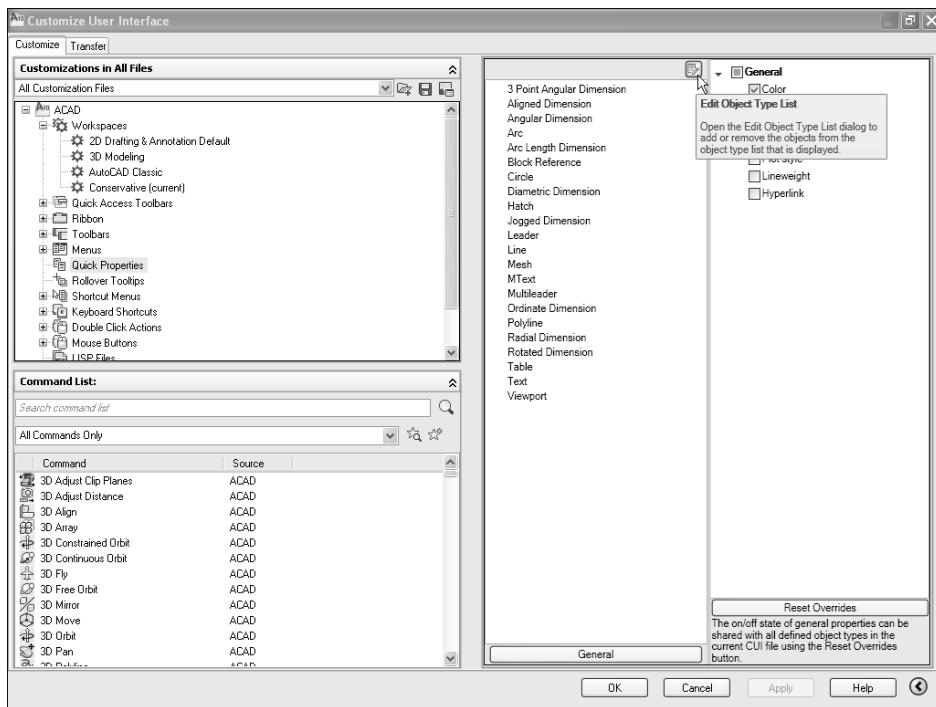 Customize User Interface
Customize
Transfer
Customizations in All Files
All Customization Files
ACAD
Workspaces
2D Drafting & Annotation Default
3D Modeling
AutoCAD Classic
Conservative (current)
Quick Access Toolbars
Ribbon
Toolbars
Menus
Quick Properties
Rollover Tooltips
Shortcut Menus
Keyboard Shortcuts
Double Click Actions
Mouse Buttons
LISP Files
Command List:
Search command list
All Commands Only
Command Source
3D Adjust Clip Planes ACAD
3D Adjust Distance ACAD
3D Align ACAD
3D Array ACAD
3D Constrained Orbit ACAD
3D Continuous Orbit ACAD
3D Fly ACAD
3D Free Orbit ACAD
3D Mirror ACAD
3D Move ACAD
3D Orbit ACAD
3D Pan ACAD
3D Polyline ACAD
3 Point Angular Dimension
Aligned Dimension
Angular Dimension
Arc
Arc Length Dimension
Block Reference
Circle
Diametric Dimension
Hatch
Jogged Dimension
Leader
Line
Mesh
MText
Multileader
Ordinate Dimension
Polyline
Radial Dimension
Rotated Dimension
Table
Text
Viewport
General
General
Color
Edit Object Type List
Open the Edit Object Type List dialog to
add or remove the objects from the
object type list that is displayed.
Plot style
Lineweight
Hyperlink
Reset Overrides
The on/off state of general properties can be
shared with all defined object types in the
current CUI file using the Reset Overrides
button.
OK
Cancel
Apply
Help